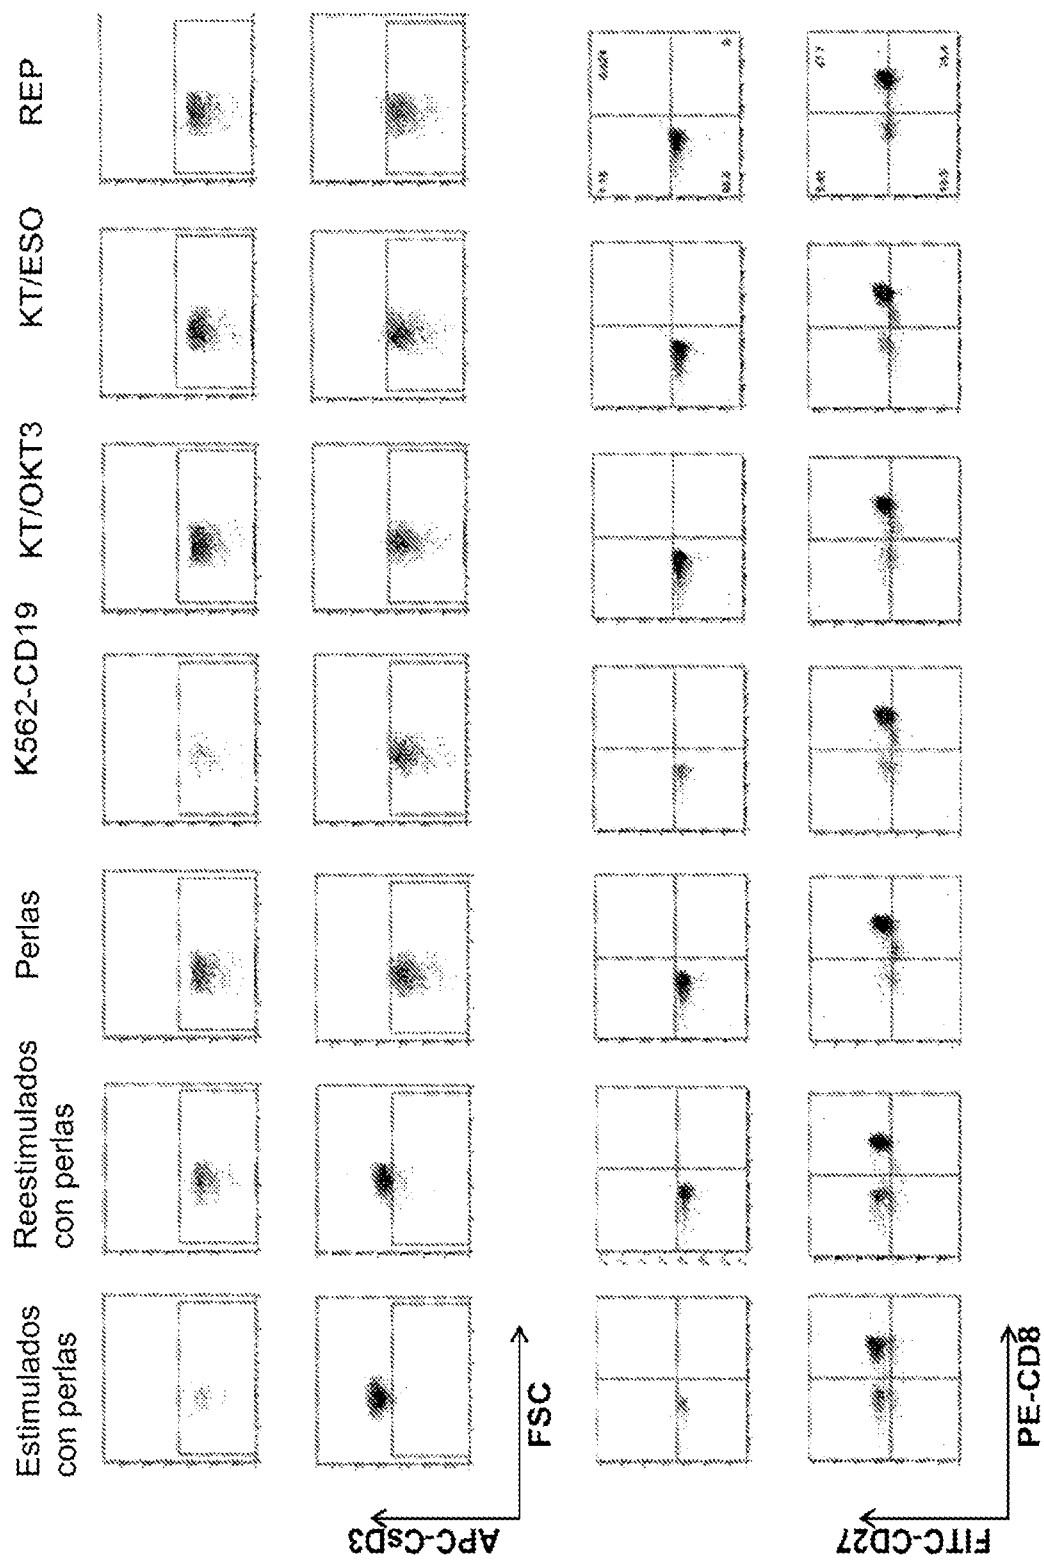 Estimulados
con perlas
Reestimulados
con perlas
Perlas
K562-CD19
KT/OKT3
KT/ESO
REP
APC-CsD3
FSC
FITC-CD27
PE-CD8